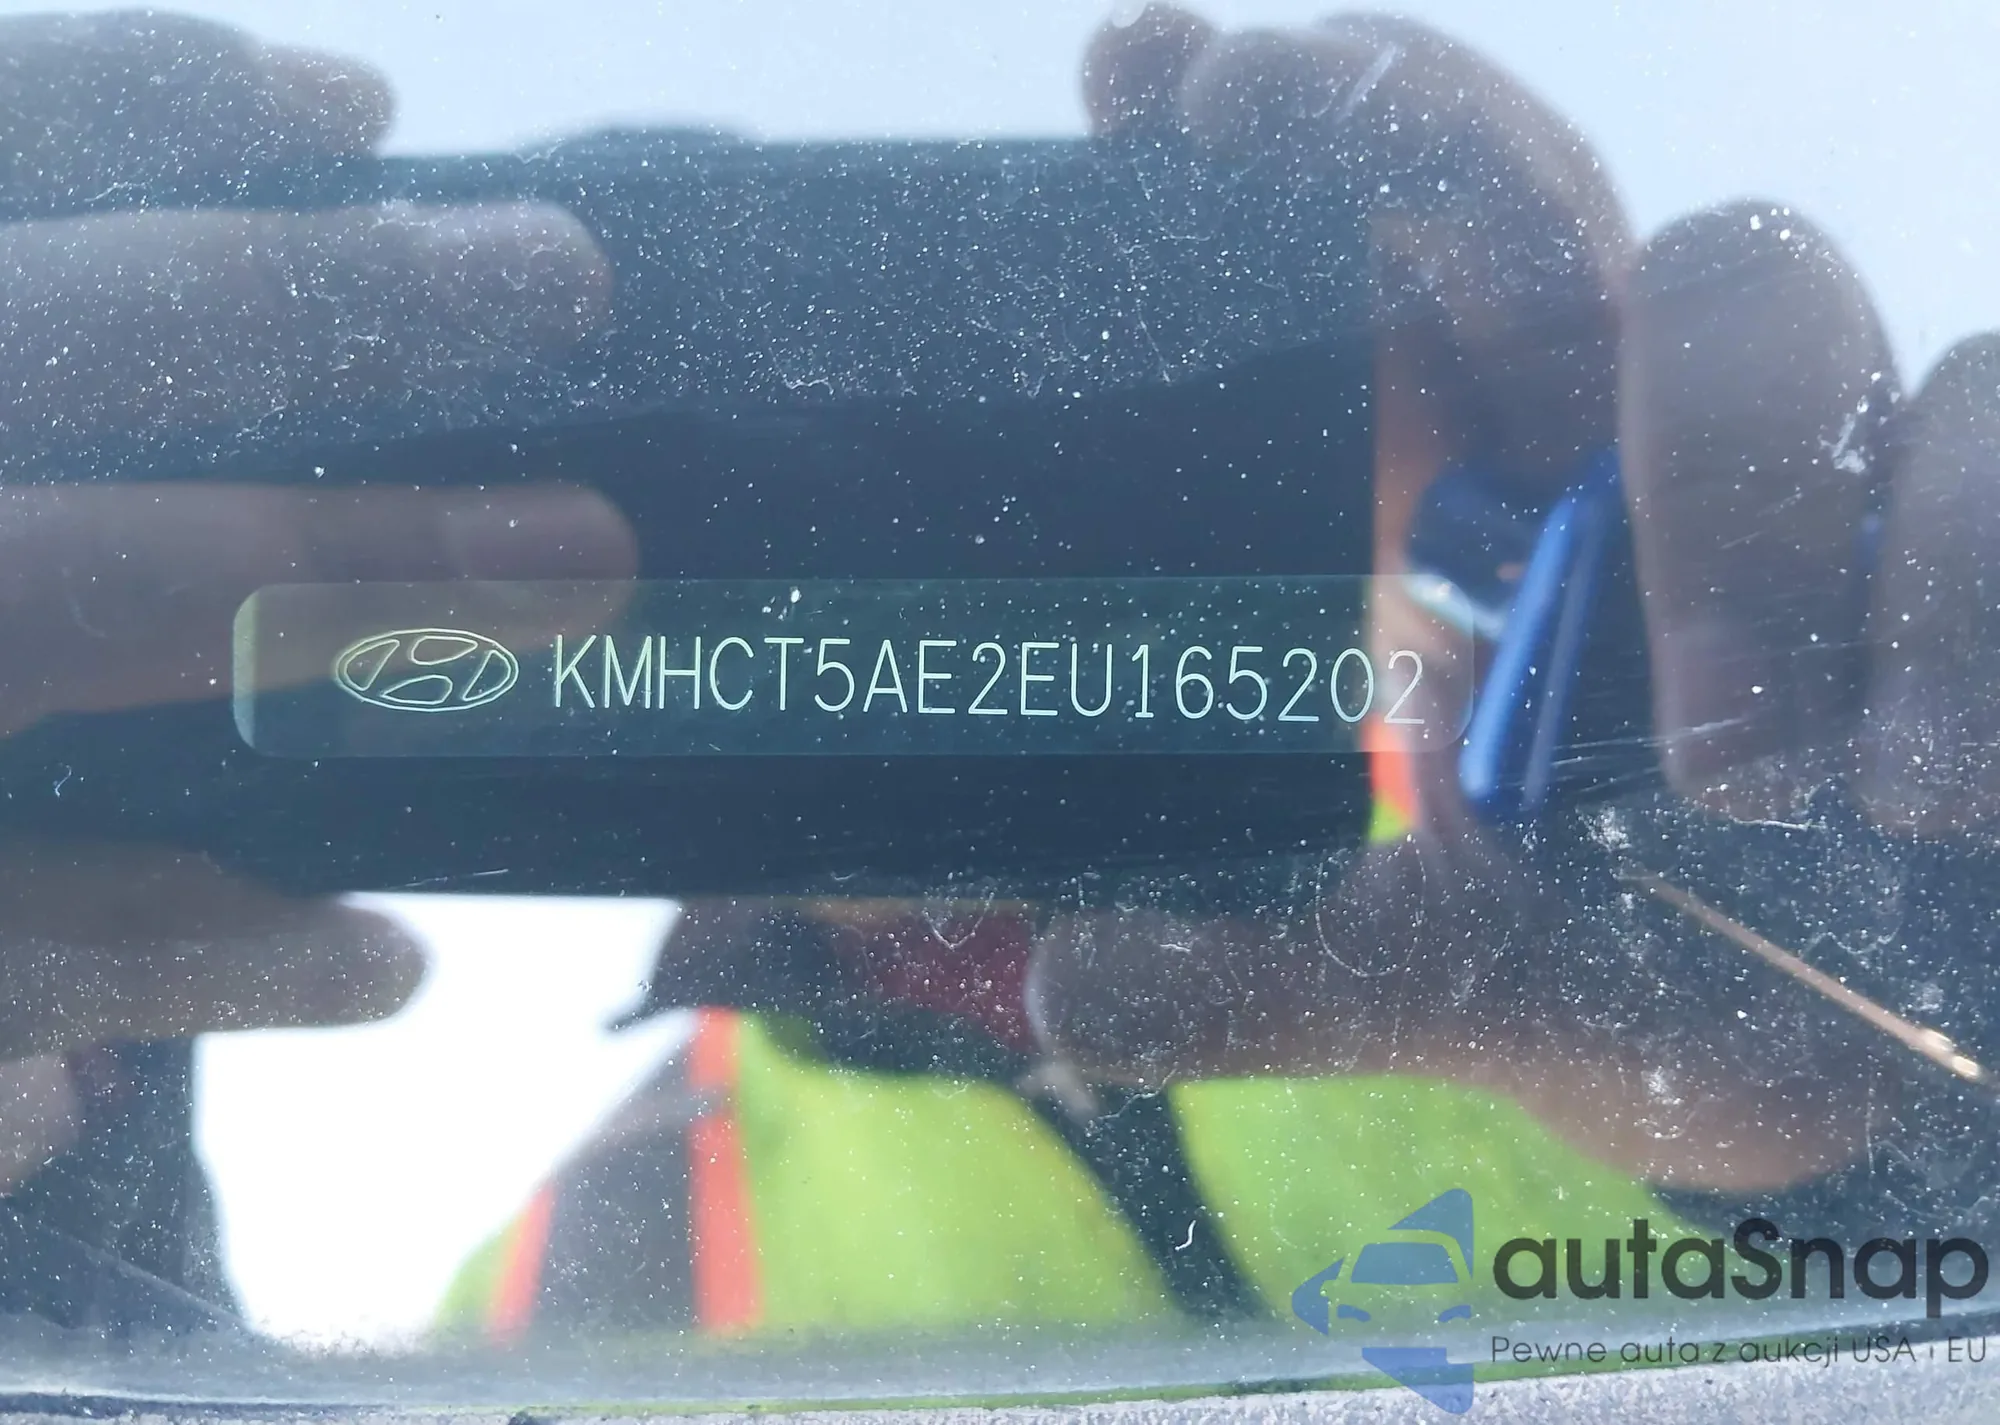 KMHCT5AE2EU165202
autaSnap
Pewne auta z aukcji USA i EU